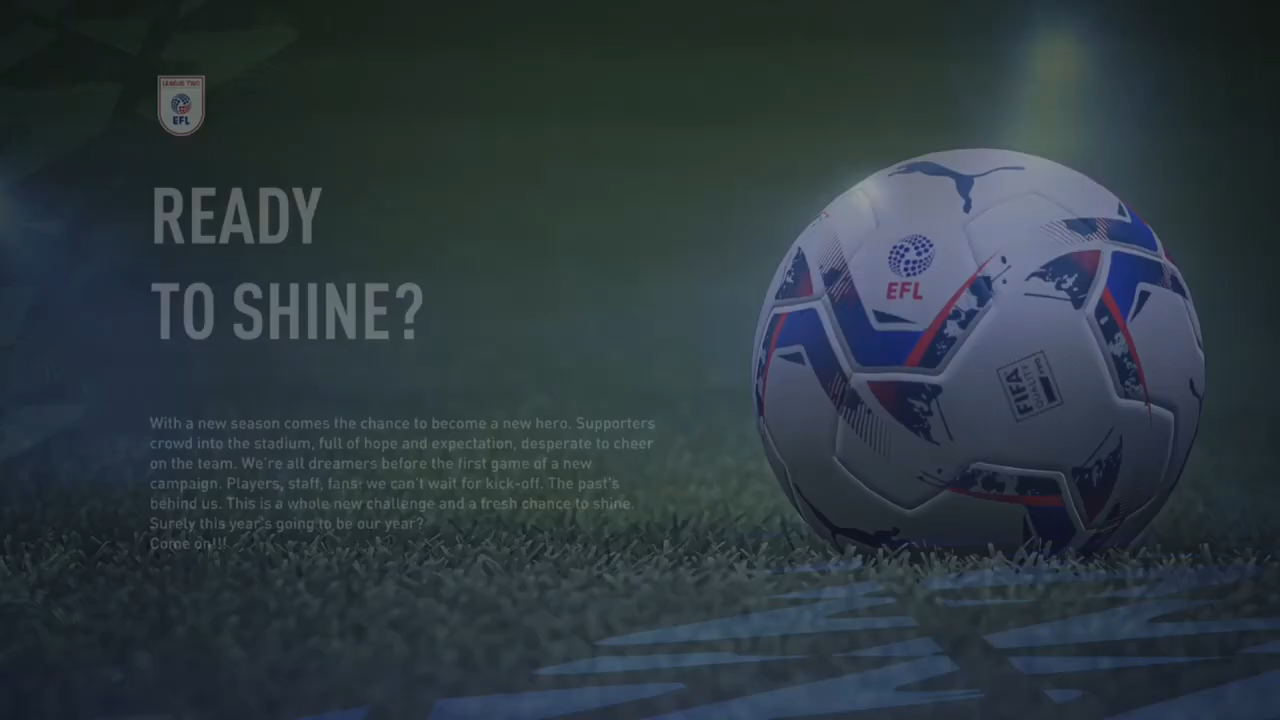 LEAGUE TWO
EFL
READY
TO SHINE?
With a new season comes the chance to become a new hero. Supporters
crowd into the stadium, full of hope and expectation, desperate to cheer
on the team. We're all dreamers before the first game of a new
campaign. Players, staff, fans: we can't wait for kick-off. The past's
behind us. This is a whole new challenge and a fresh chance to shine.
Surely this year's going to be our year?
Come on!!!
EFL
FIFA
QUALITY
PRO